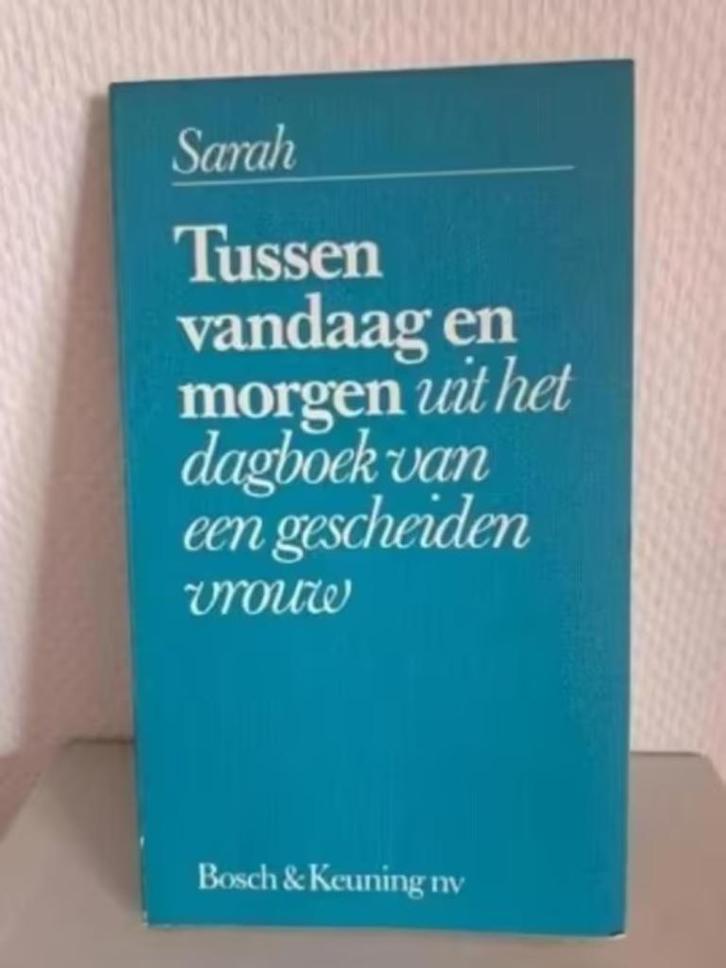 Sarah
Tussen
vandaag en
morgen uit het
dagboek van
een gescheiden
vrouw
Bosch & Keuning nv